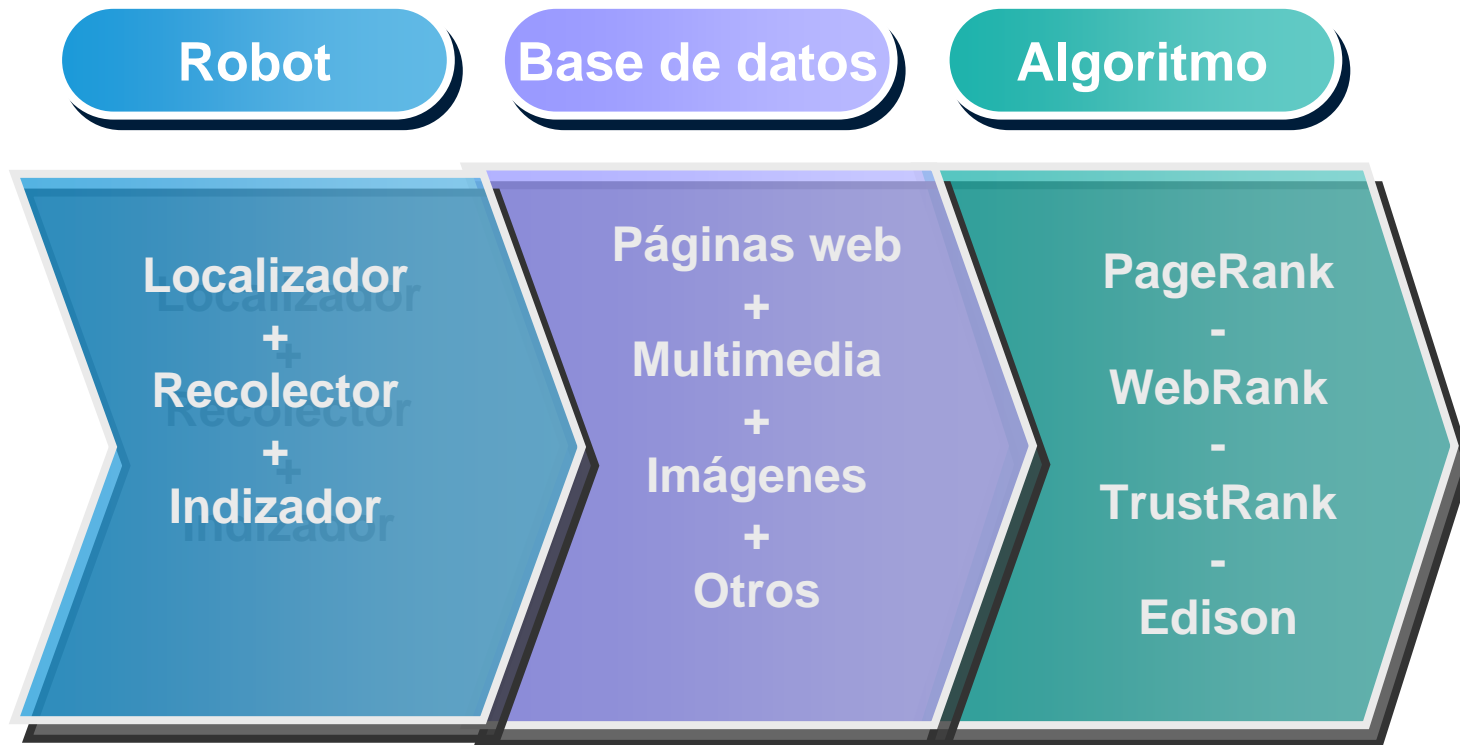 Robot
Base de datos
Algoritmo
Localizador
+
Recolector
+
Indizador
Páginas web
+
Multimedia
+
Imágenes
+
Otros
PageRank
-
WebRank
-
TrustRank
-
Edison